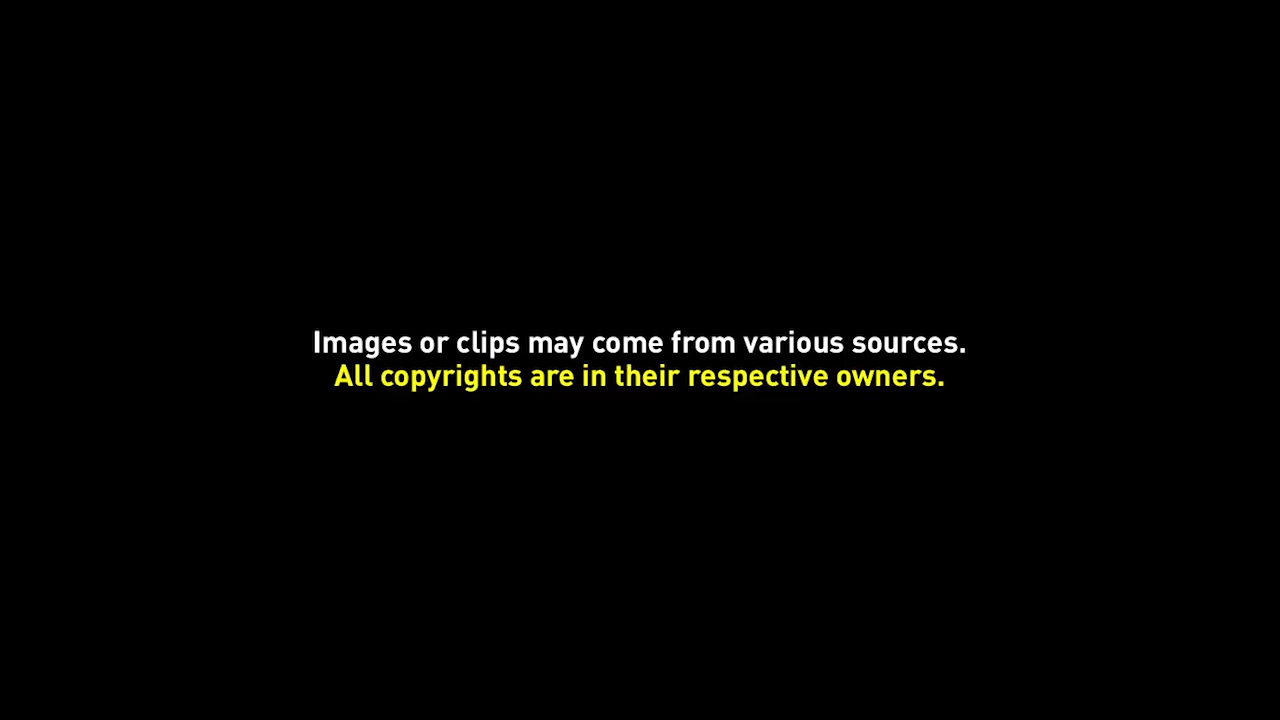 Images or clips may come from various sources.
All copyrights are in their respective owners.